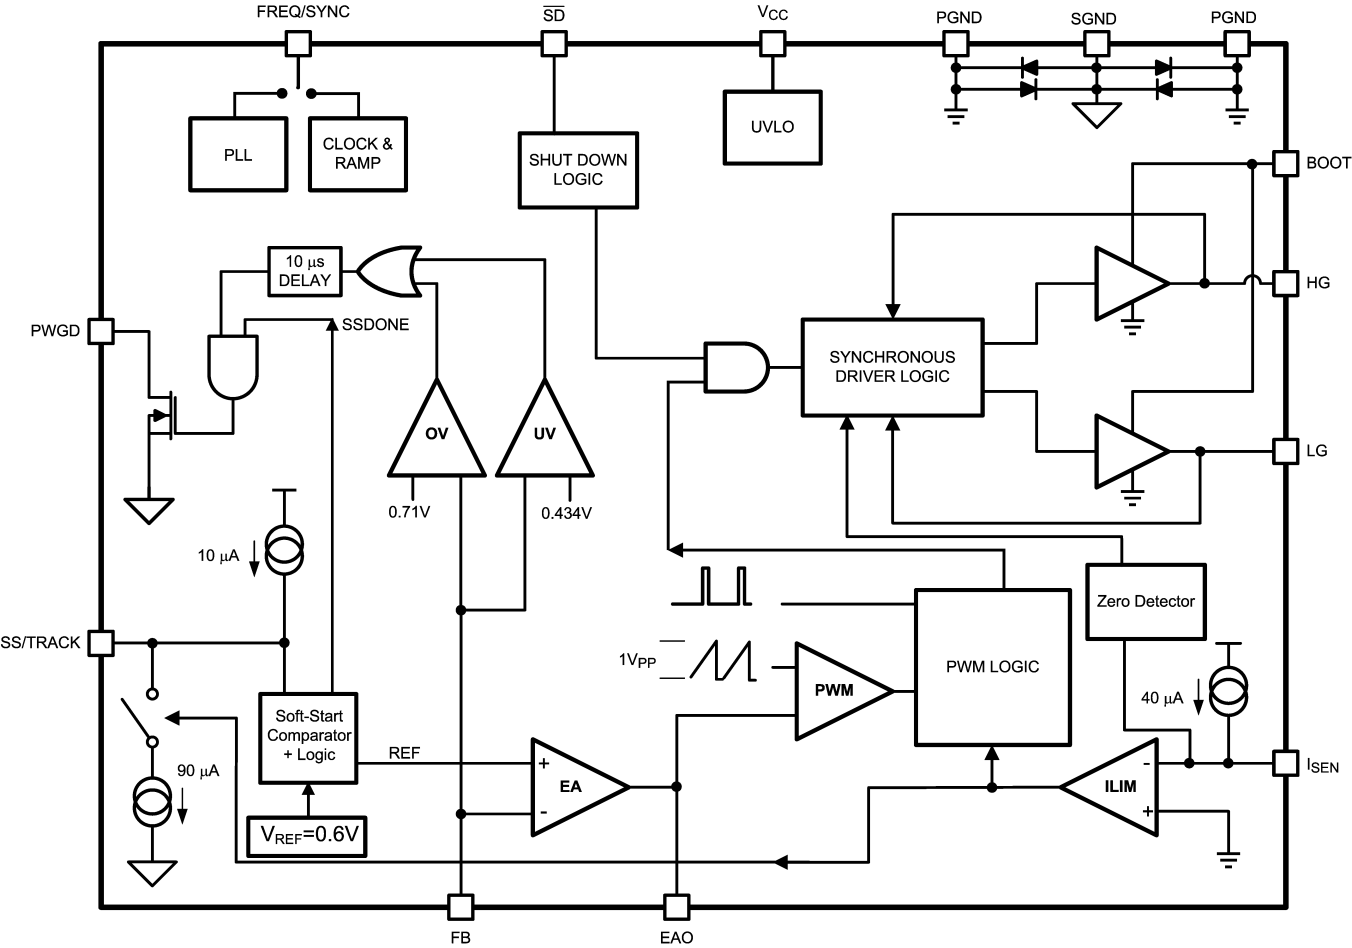 FREQ/SYNC
SD
VCC
PGND
SGND
PGND
PLL
CLOCK &
RAMP
SHUT DOWN
LOGIC
UVLO
BOOT
10 μs
DELAY
HG
PWGD
SSDONE
SYNCHRONOUS
DRIVER LOGIC
OV
UV
LG
0.71V
0.434V
10 μA
Zero Detector
SS/TRACK
1VPP
PWM
PWM LOGIC
40 μA
Soft-Start
Comparator
+ Logic
REF
90 μA
+
EA
-
-
ILIM
+
ISEN
VREF=0.6V
FB
EAO